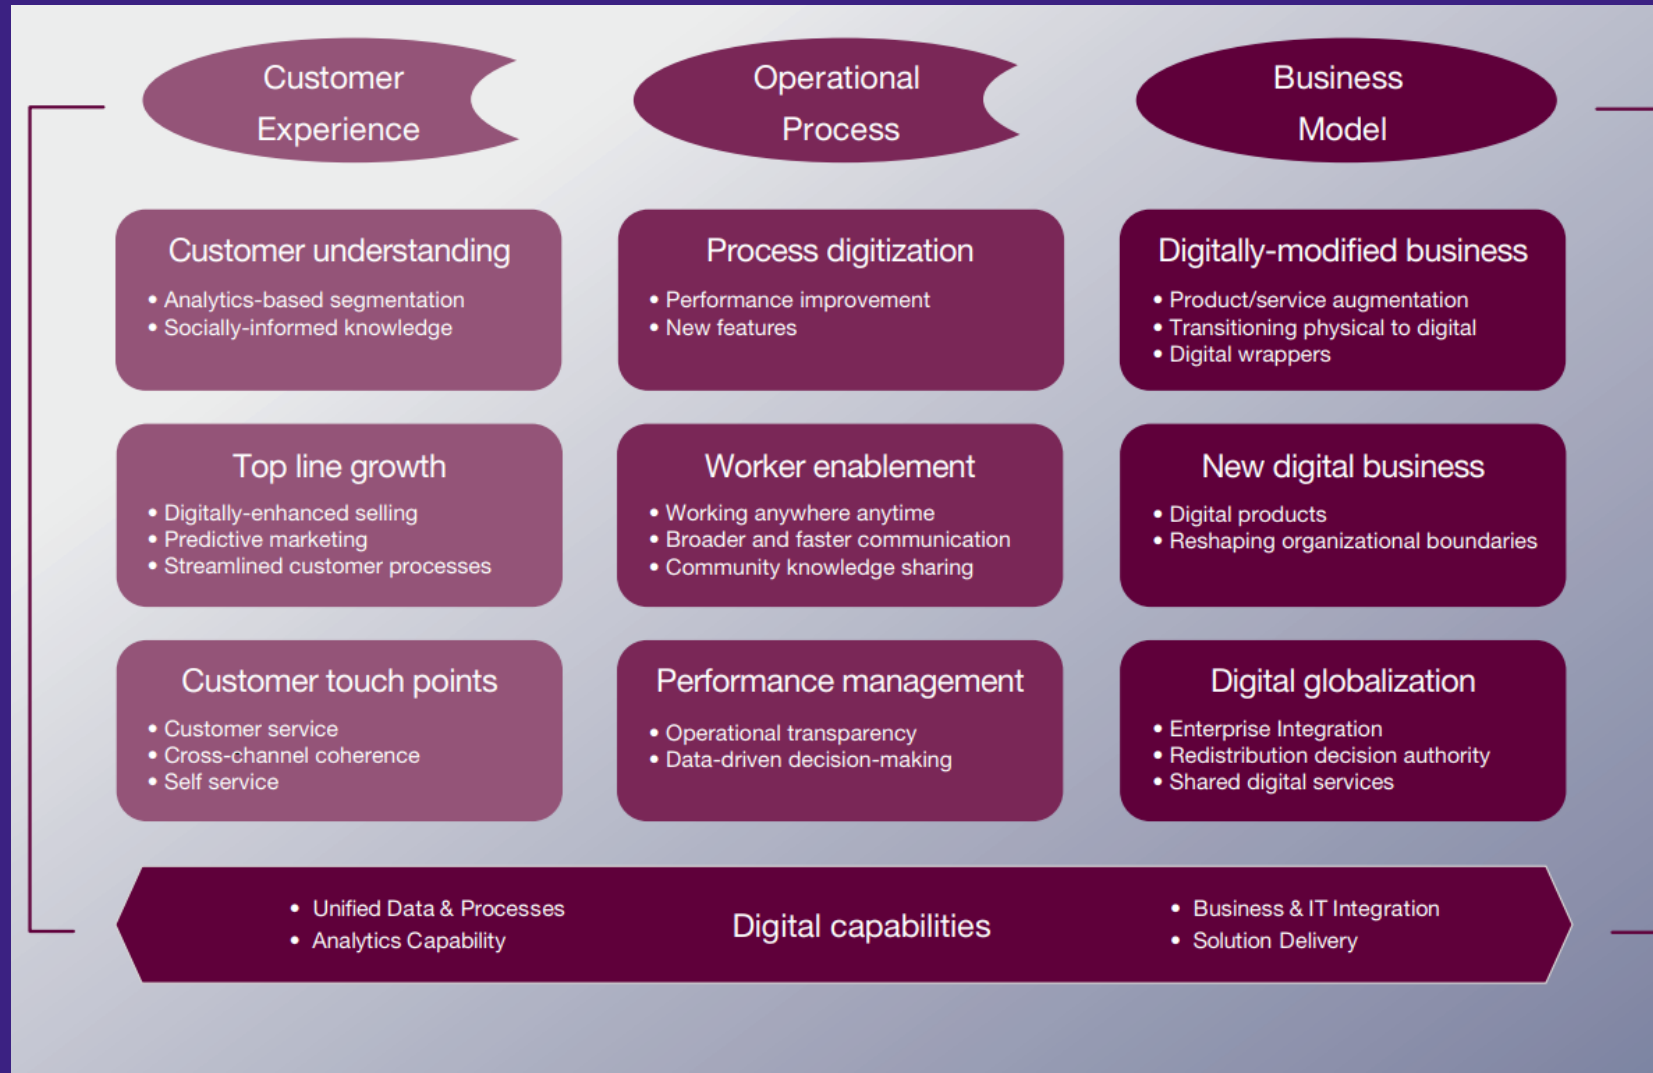 Customer
Experience
Operational
Process
Business
Model
Customer understanding
• Analytics-based segmentation
• Socially-informed knowledge
Process digitization
• Performance improvement
• New features
Digitally-modified business
• Product/service augmentation
• Transitioning physical to digital
• Digital wrappers
Top line growth
• Digitally-enhanced selling
• Predictive marketing
• Streamlined customer processes
Worker enablement
• Working anywhere anytime
• Broader and faster communication
• Community knowledge sharing
New digital business
• Digital products
• Reshaping organizational boundaries
Customer touch points
• Customer service
• Cross-channel coherence
• Self service
Performance management
• Operational transparency
• Data-driven decision-making
Digital globalization
• Enterprise Integration
• Redistribution decision authority
• Shared digital services
• Unified Data & Processes
• Analytics Capability
Digital capabilities
• Business & IT Integration
• Solution Delivery